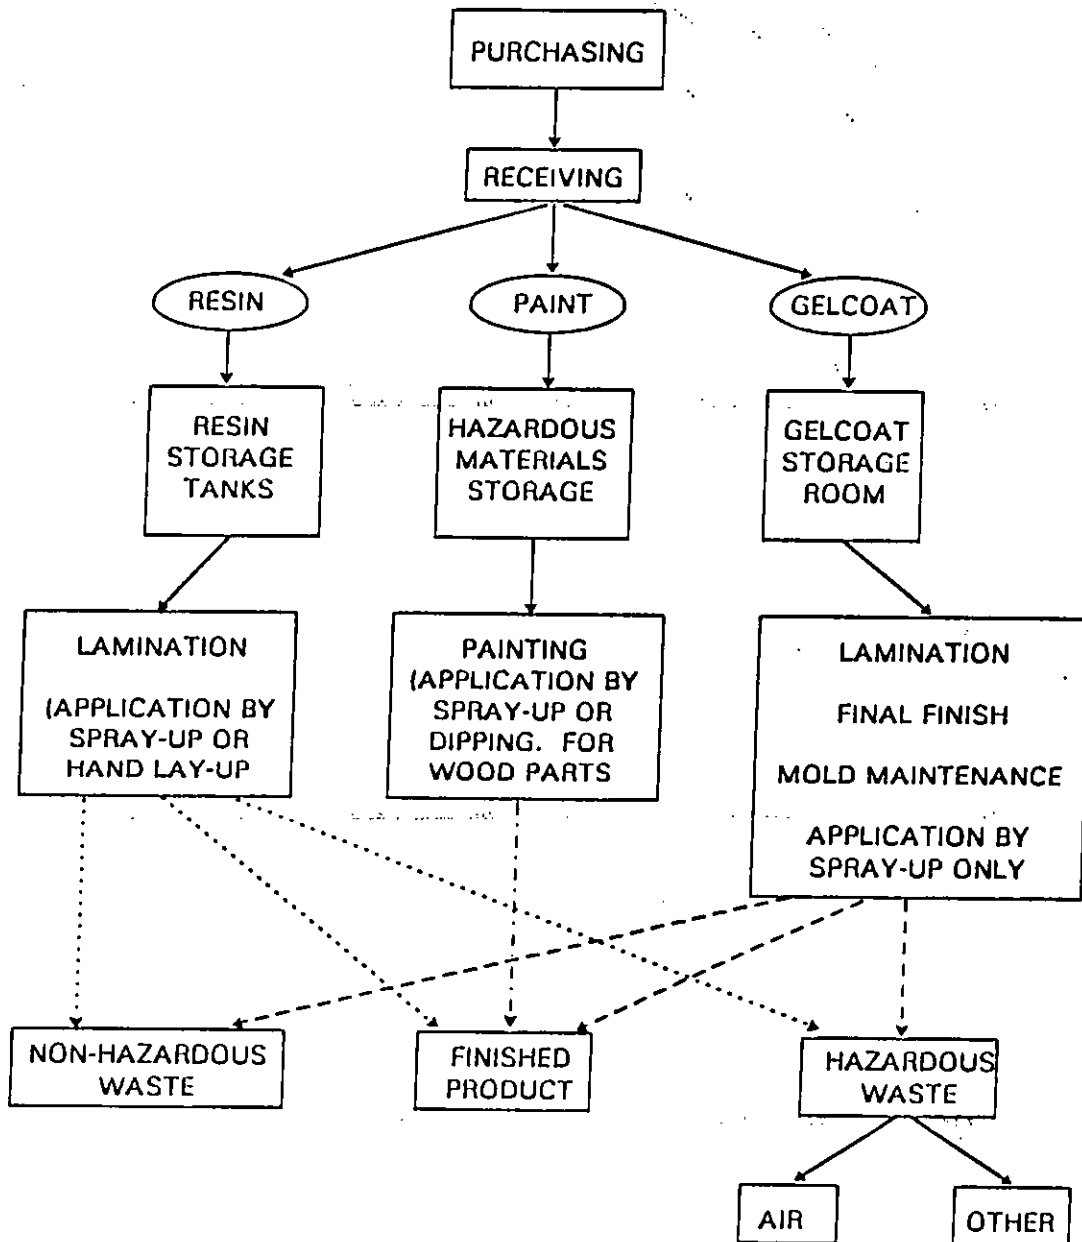 PURCHASING
RECEIVING
RESIN
PAINT
GELCOAT
RESIN
STORAGE
TANKS
HAZARDOUS
MATERIALS
STORAGE
GELCOAT
STORAGE
ROOM
LAMINATION
(APPLICATION BY
SPRAY-UP OR
HAND LAY-UP
PAINTING
(APPLICATION BY
SPRAY-UP OR
DIPPING. FOR
WOOD PARTS
LAMINATION
FINAL FINISH
MOLD MAINTENANCE
APPLICATION BY
SPRAY-UP ONLY
NON-HAZARDOUS
WASTE
FINISHED
PRODUCT
HAZARDOUS
WASTE
AIR
OTHER